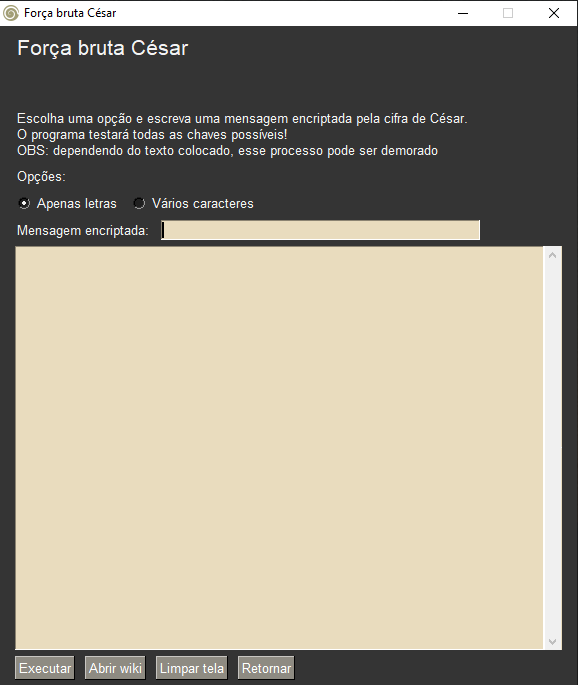 Força bruta César
Força bruta César
Escolha uma opção e escreva uma mensagem encriptada pela cifra de César.
O programa testará todas as chaves possíveis!
OBS: dependendo do texto colocado, esse processo pode ser demorado
Opções:
Apenas letras Vários caracteres
Mensagem encriptada:
Executar Abrir wiki Limpar tela Retornar